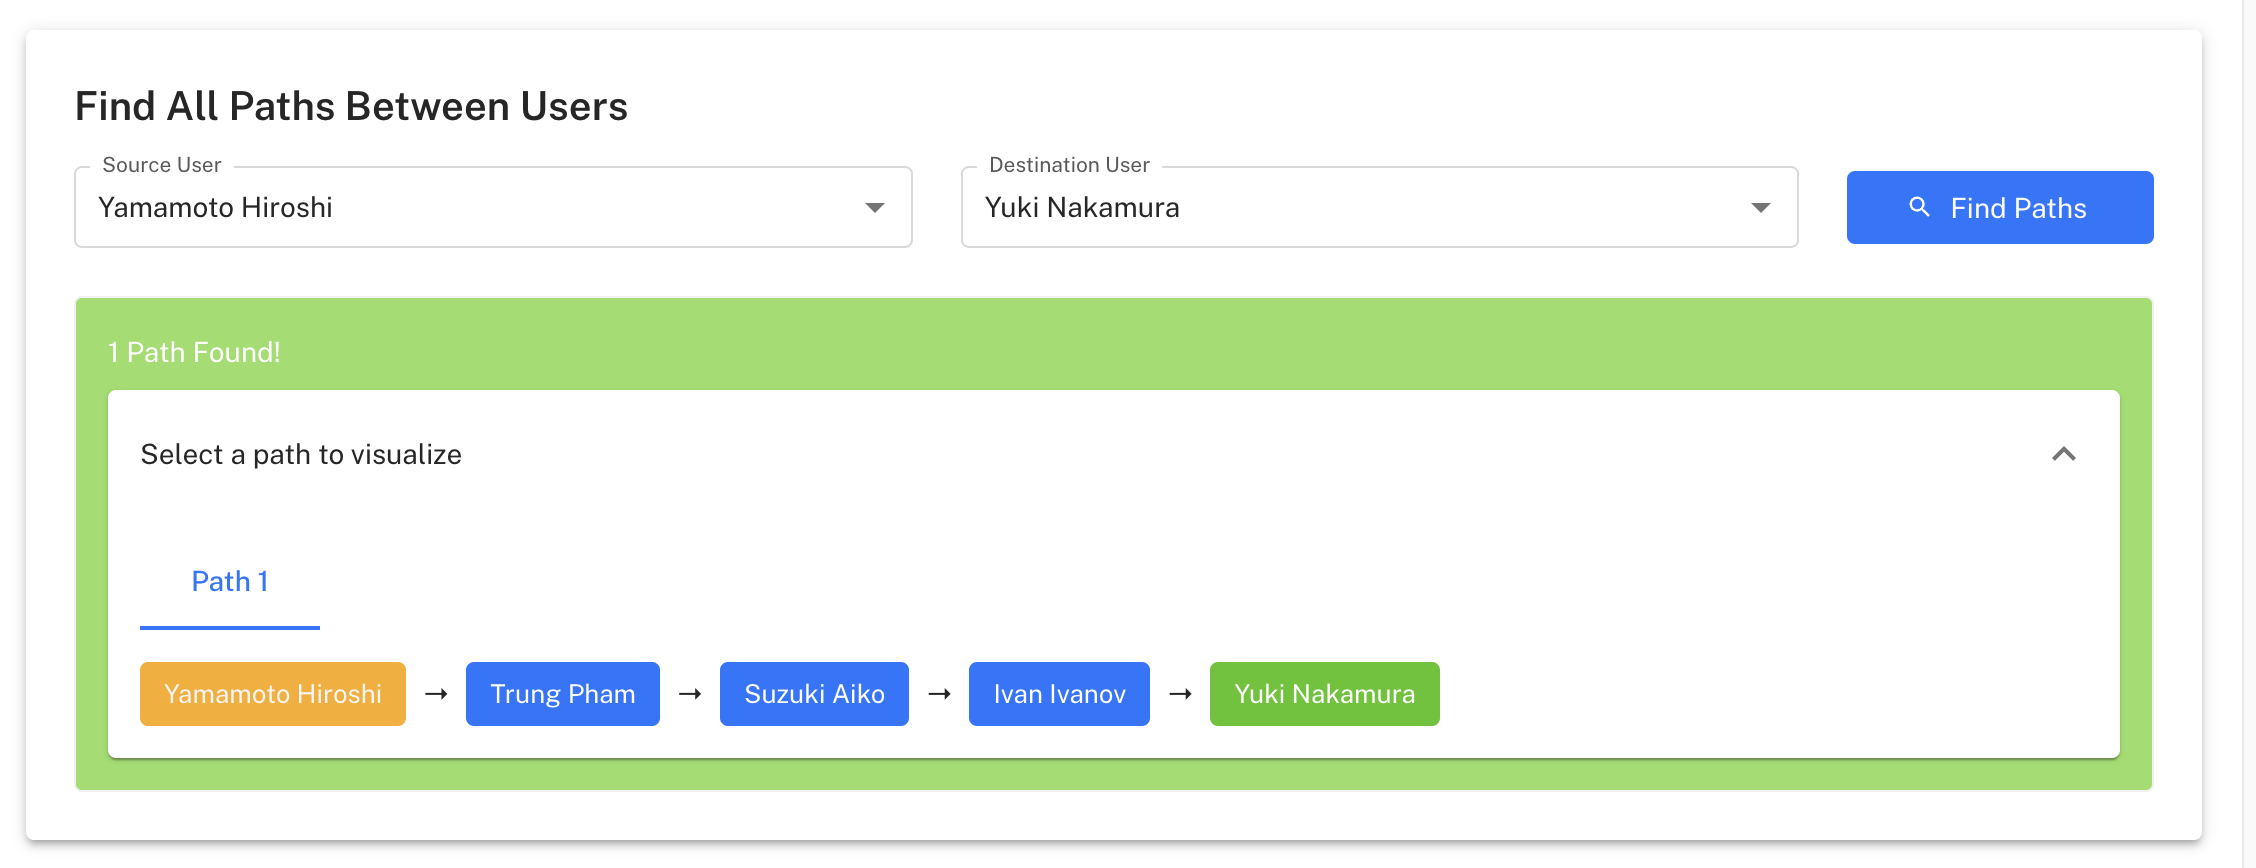 Find All Paths Between Users
Source User
Yamamoto Hiroshi
Destination User
Yuki Nakamura
Find Paths
1 Path Found!
Select a path to visualize
Path 1
Yamamoto Hiroshi → Trung Pham → Suzuki Aiko → Ivan Ivanov → Yuki Nakamura